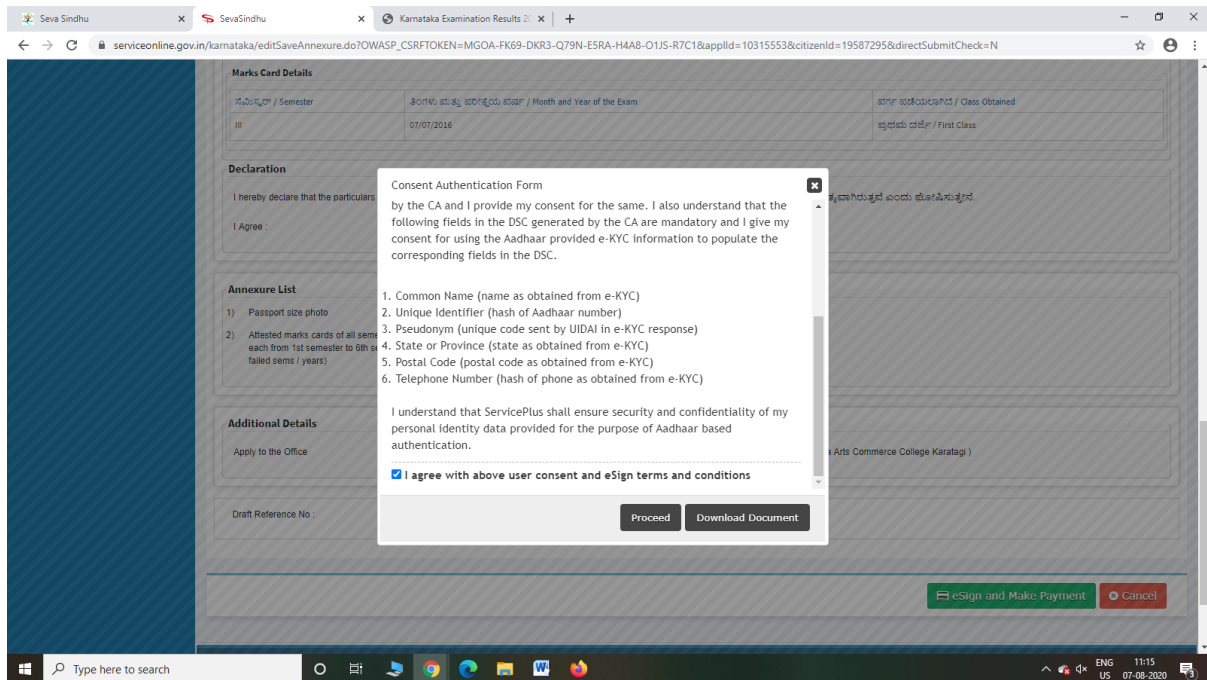 Seva Sindhu
SevaSindhu
Karnataka Examination Results 2
serviceonline.gov.in/karnataka/editSaveAnnexure.do?OWASP_CSRFTOKEN=MGOA-FK69-DKR3-Q79N-E5RA-H4A8-O1JS-R7C1&applId=10315553&citizenId=19587295&directSubmitCheck=N
Marks Card Details
ಸೆಮಿಸ್ಟರ್ / Semester ತಿಂಗಳು ಮತ್ತು ಪರೀಕ್ಷೆಯ ವರ್ಷ / Month and Year of the Exam ವರ್ಗ ಪಡೆಯಲಾಗಿದೆ / Class Obtained
III 07/07/2016 ಪ್ರಥಮ ದರ್ಜೆ / First Class
Declaration
I hereby declare that the particulars ಎಂದು ಘೋಷಿಸುತ್ತೇನೆ.
I Agree :
Consent Authentication Form
by the CA and I provide my consent for the same. I also understand that the
following fields in the DSC generated by the CA are mandatory and I give my
consent for using the Aadhaar provided e-KYC information to populate the
corresponding fields in the DSC.
1. Common Name (name as obtained from e-KYC)
2. Unique Identifier (hash of Aadhaar number)
3. Pseudonym (unique code sent by UIDAI in e-KYC response)
4. State or Province (state as obtained from e-KYC)
5. Postal Code (postal code as obtained from e-KYC)
6. Telephone Number (hash of phone as obtained from e-KYC)
I understand that ServicePlus shall ensure security and confidentiality of my
personal identity data provided for the purpose of Aadhaar based
authentication.
I agree with above user consent and eSign terms and conditions
Proceed Download Document
Annexure List
1) Passport size photo
2) Attested marks cards of all seme
each from 1st semester to 6th se
failed sems / years)
Additional Details
Apply to the Office Arts Commerce College Karatagi )
Draft Reference No :
eSign and Make Payment Cancel
Type here to search
ENG 11:15
US 07-08-2020
3